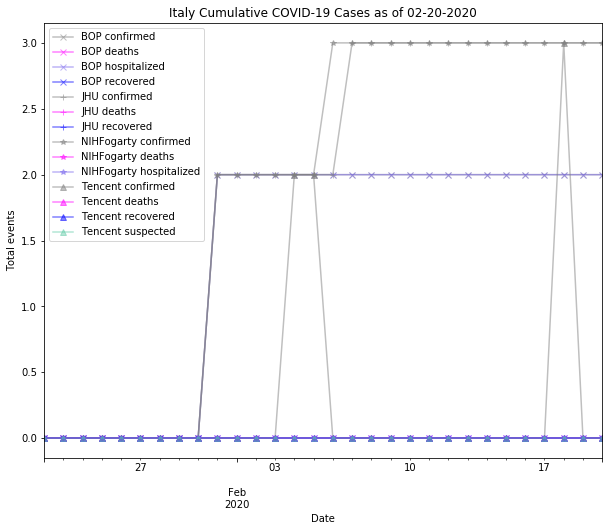 Italy Cumulative COVID-19 Cases as of 02-20-2020
BOP confirmed
BOP deaths
BOP hospitalized
BOP recovered
JHU confirmed
JHU deaths
JHU recovered
NIHFogarty confirmed
NIHFogarty deaths
NIHFogarty hospitalized
Tencent confirmed
Tencent deaths
Tencent recovered
Tencent suspected
Total events
3.0
2.5
2.0
1.5
1.0
0.5
0.0
27 03 10 17
Feb
2020
Date